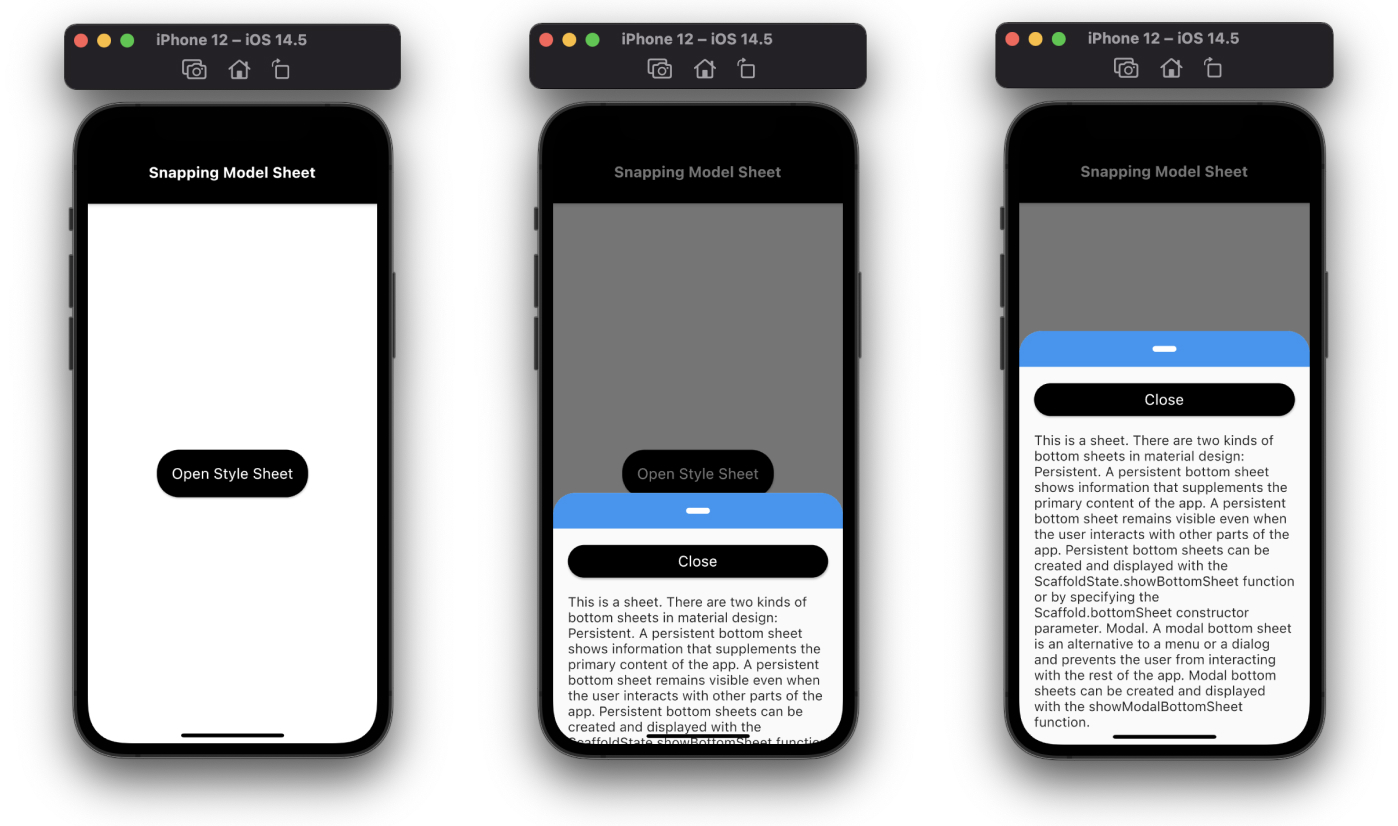 iPhone 12 – iOS 14.5
Snapping Model Sheet
Open Style Sheet
iPhone 12 – iOS 14.5
Snapping Model Sheet
Open Style Sheet
Close
This is a sheet. There are two kinds of
bottom sheets in material design:
Persistent. A persistent bottom sheet
shows information that supplements the
primary content of the app. A persistent
bottom sheet remains visible even when
the user interacts with other parts of the
app. Persistent bottom sheets can be
created and displayed with the
ScaffoldState.showBottomSheet functio
iPhone 12 – iOS 14.5
Snapping Model Sheet
Close
This is a sheet. There are two kinds of
bottom sheets in material design:
Persistent. A persistent bottom sheet
shows information that supplements the
primary content of the app. A persistent
bottom sheet remains visible even when
the user interacts with other parts of the
app. Persistent bottom sheets can be
created and displayed with the
ScaffoldState.showBottomSheet function
or by specifying the
Scaffold.bottomSheet constructor
parameter. Modal. A modal bottom sheet
is an alternative to a menu or a dialog
and prevents the user from interacting
with the rest of the app. Modal bottom
sheets can be created and displayed
with the showModalBottomSheet
function.